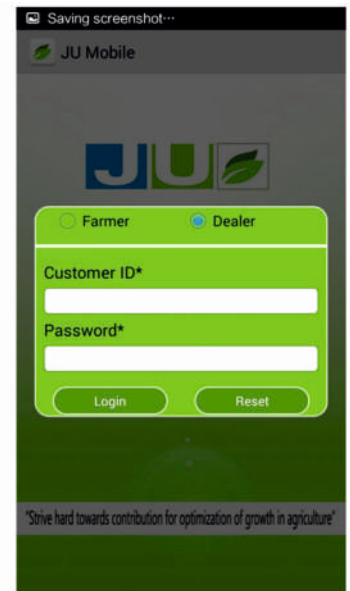 Saving screenshot...
JU Mobile
JU
Farmer Dealer
Customer ID*
Password*
Login Reset
"Strive hard towards contribution for optimization of growth in agriculture"